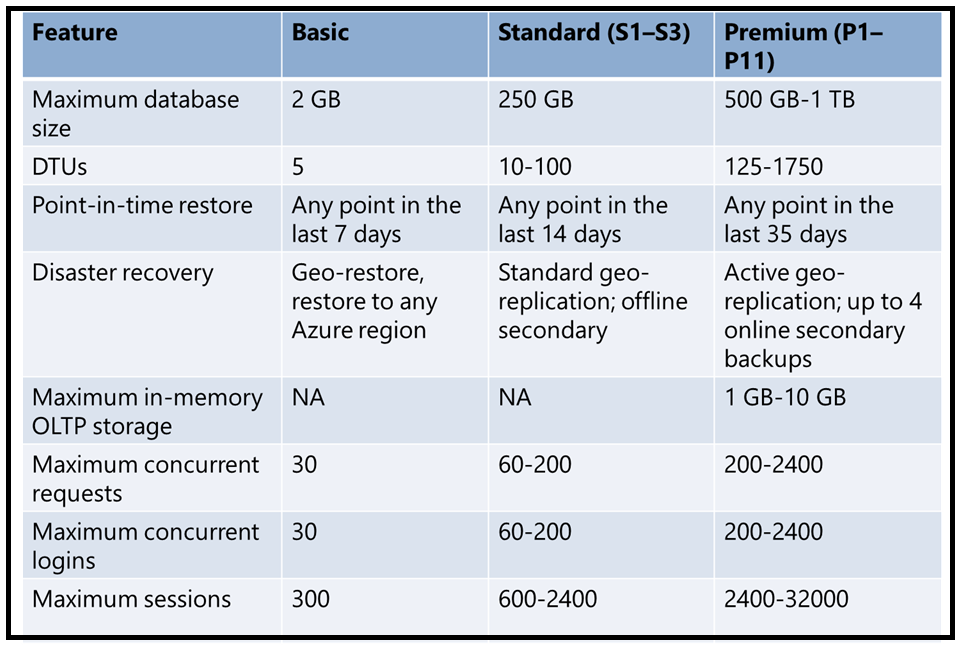 Feature Basic Standard (S1–S3) Premium (P1–
P11)
Maximum database 2 GB 250 GB 500 GB-1 TB
size
DTUs 5 10-100 125-1750
Point-in-time restore Any point in the Any point in the Any point in the
last 7 days last 14 days last 35 days
Disaster recovery Geo-restore, Standard geo- Active geo-
restore to any replication; offline replication; up to 4
Azure region secondary online secondary
backups
Maximum in-memory NA NA 1 GB-10 GB
OLTP storage
Maximum concurrent 30 60-200 200-2400
requests
Maximum concurrent 30 60-200 200-2400
logins
Maximum sessions 300 600-2400 2400-32000